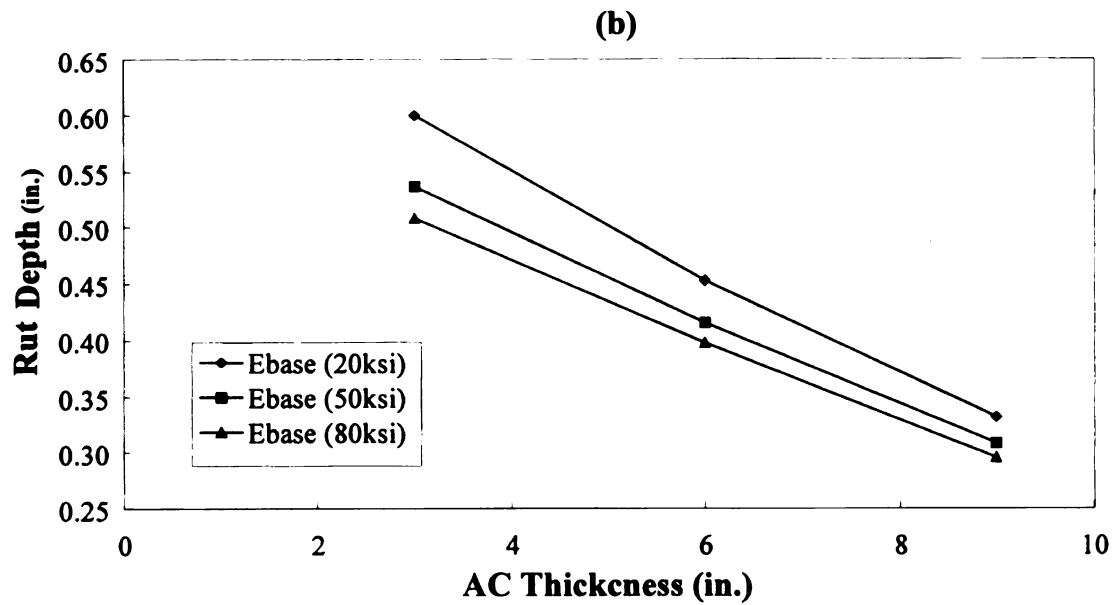 (b)
0.65
0.60
0.55
0.50
0.45
0.40
0.35
0.30
0.25
Rut Depth (in.)
Ebase (20ksi)
Ebase (50ksi)
Ebase (80ksi)
0 2 4 6 8 10
AC Thickcness (in.)